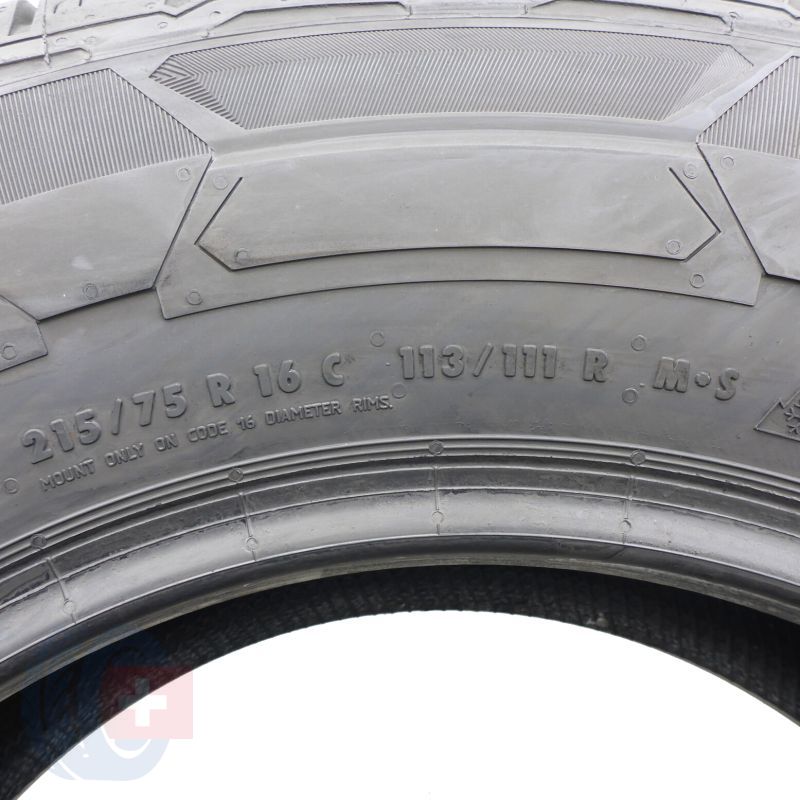 215/75 R 16 C 113/111 R M•S
MOUNT ONLY ON CODE 16 DIAMETER RIMS.